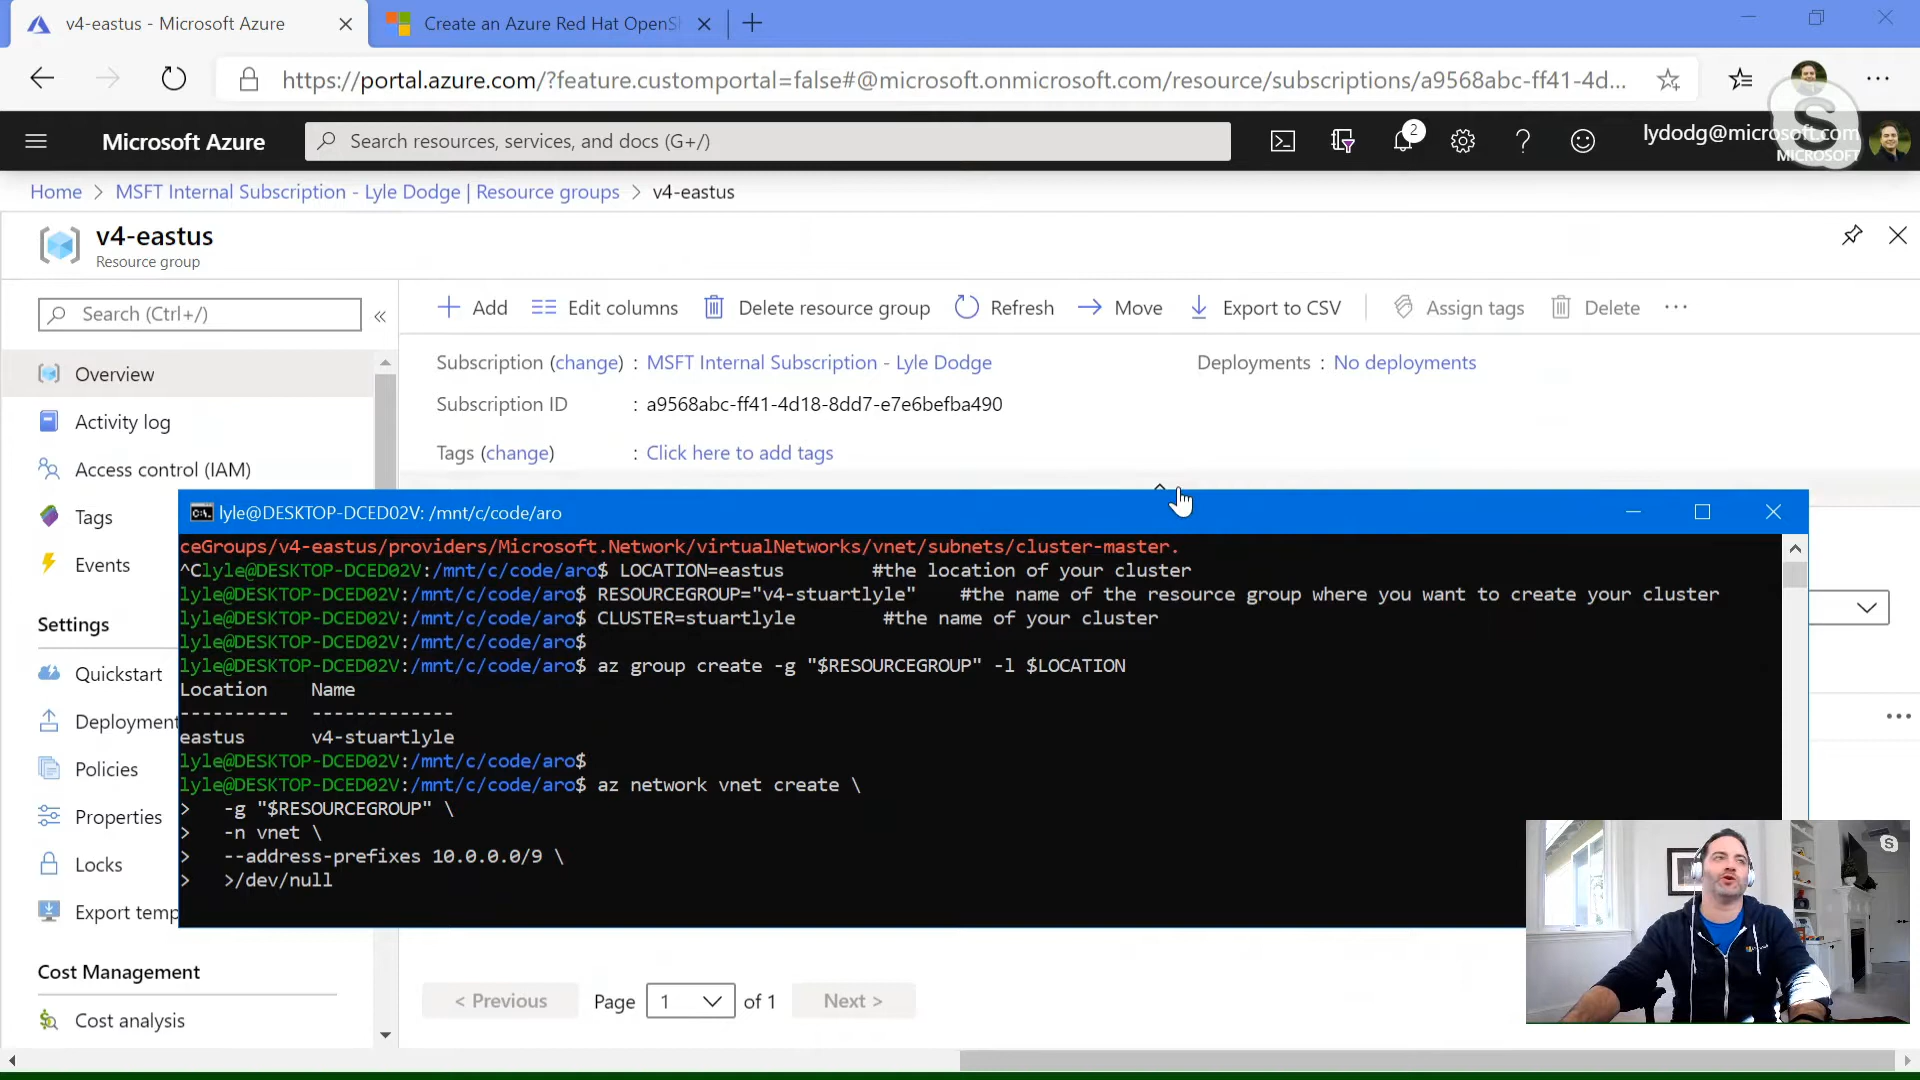 v4-eastus - Microsoft Azure
Create an Azure Red Hat OpenSh
https://portal.azure.com/?feature.customportal=false#@microsoft.onmicrosoft.com/resource/subscriptions/a9568abc-ff41-4d...
Microsoft Azure
Search resources, services, and docs (G+/)
2
lydodg@microsoft.com
MICROSOFT
Home > MSFT Internal Subscription - Lyle Dodge | Resource groups > v4-eastus
v4-eastus
Resource group
Search (Ctrl+/)
«
Add
Edit columns
Delete resource group
Refresh
Move
Export to CSV
Assign tags
Delete
Subscription (change) : MSFT Internal Subscription - Lyle Dodge
Deployments : No deployments
Subscription ID : a9568abc-ff41-4d18-8dd7-e7e6befba490
Tags (change) : Click here to add tags
Overview
Activity log
Access control (IAM)
Tags
Events
Settings
Quickstart
Deployment
Policies
Properties
Locks
Export temp
Cost Management
Cost analysis
lyle@DESKTOP-DCED02V: /mnt/c/code/aro
ceGroups/v4-eastus/providers/Microsoft.Network/virtualNetworks/vnet/subnets/cluster-master.
^Clyle@DESKTOP-DCED02V:/mnt/c/code/aro$ LOCATION=eastus #the location of your cluster
lyle@DESKTOP-DCED02V:/mnt/c/code/aro$ RESOURCEGROUP="v4-stuartlyle" #the name of the resource group where you want to create your cluster
lyle@DESKTOP-DCED02V:/mnt/c/code/aro$ CLUSTER=stuartlyle #the name of your cluster
lyle@DESKTOP-DCED02V:/mnt/c/code/aro$
lyle@DESKTOP-DCED02V:/mnt/c/code/aro$ az group create -g "$RESOURCEGROUP" -l $LOCATION
Location Name
---------- -------------
eastus v4-stuartlyle
lyle@DESKTOP-DCED02V:/mnt/c/code/aro$
lyle@DESKTOP-DCED02V:/mnt/c/code/aro$ az network vnet create \
> -g "$RESOURCEGROUP" \
> -n vnet \
> --address-prefixes 10.0.0.0/9 \
> >/dev/null
< Previous
Page 1 of 1
Next >